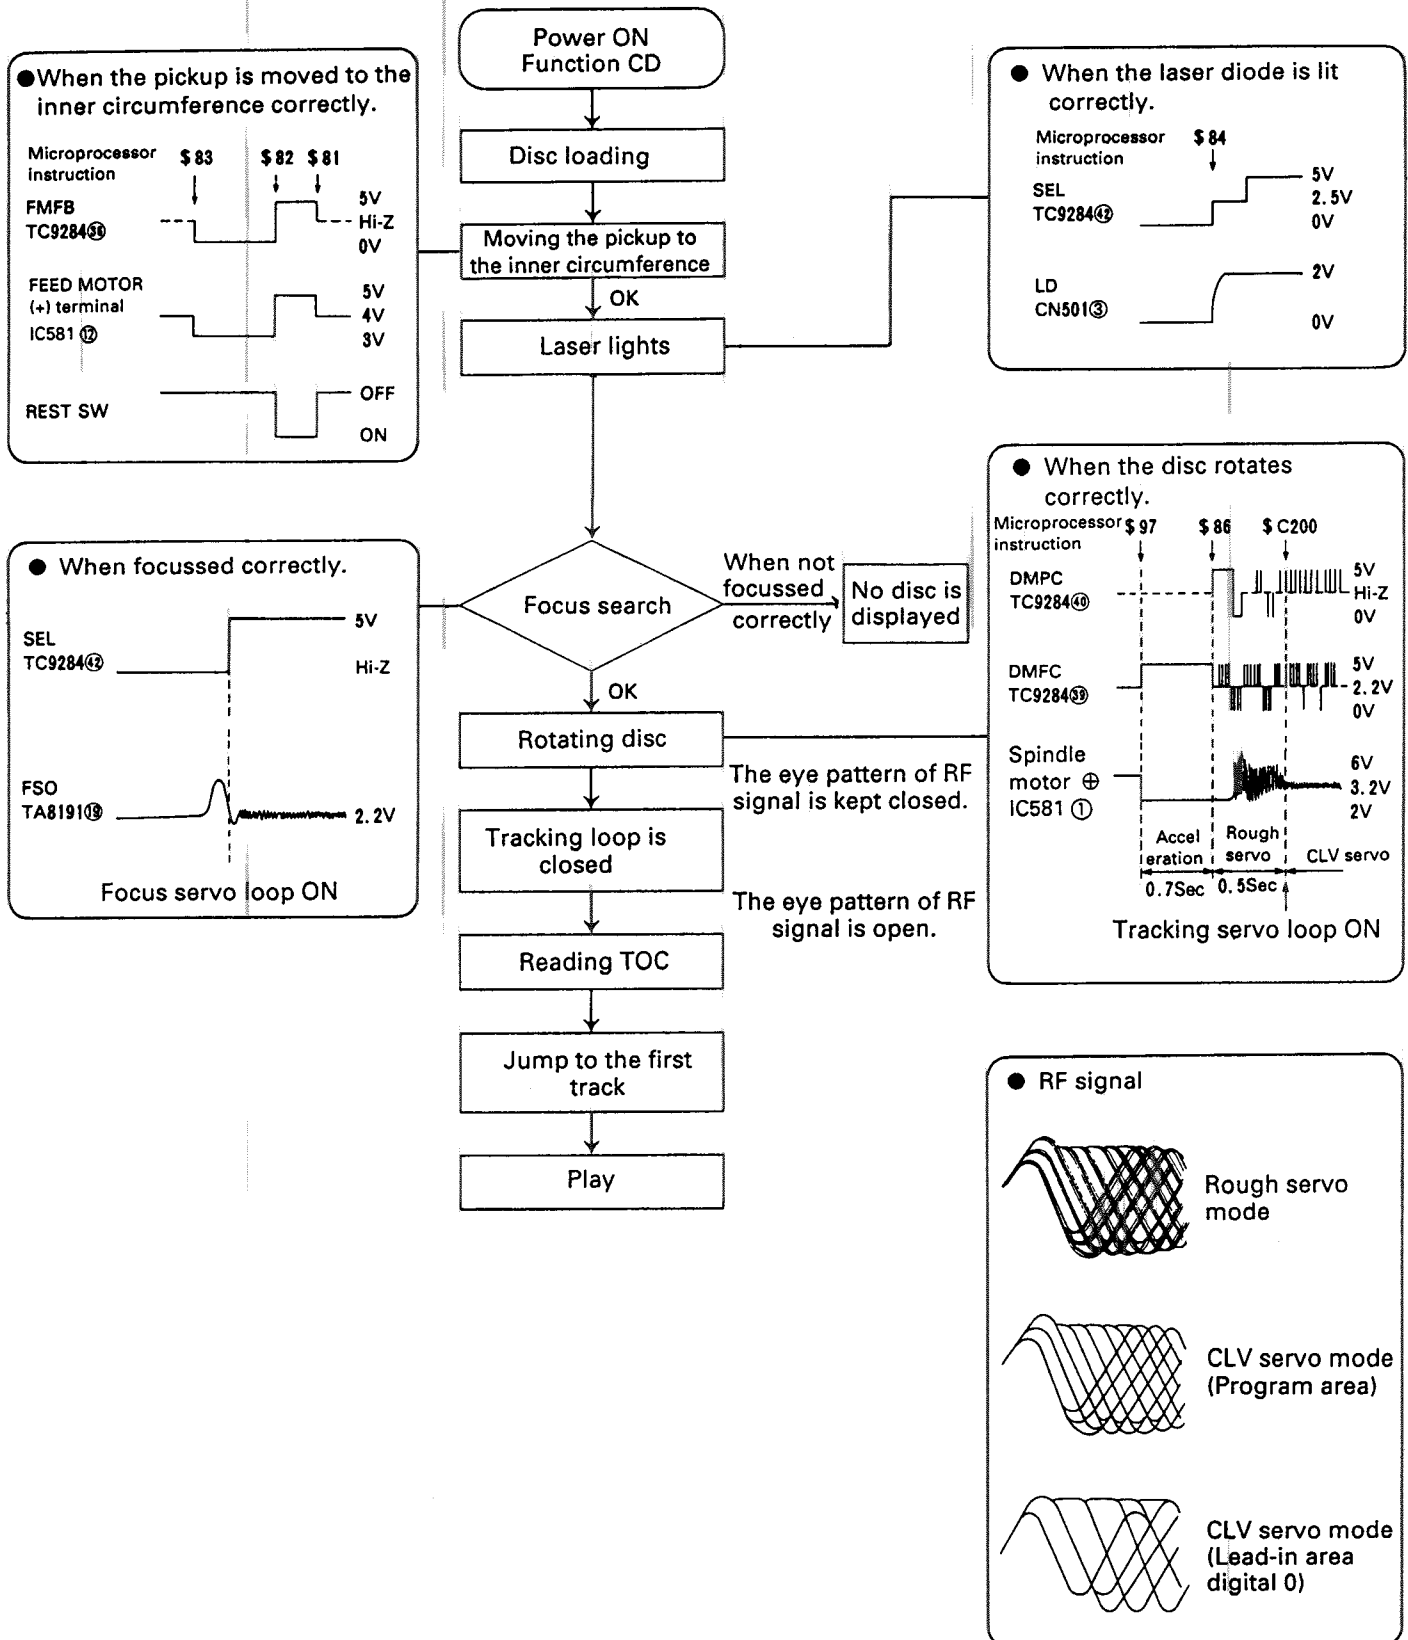 Power ON
Function CD
Disc loading
Moving the pickup to
the inner circumference
OK
Laser lights
Focus search
When not
focussed
correctly
No disc is
displayed
OK
Rotating disc
The eye pattern of RF
signal is kept closed.
Tracking loop is
closed
The eye pattern of RF
signal is open.
Reading TOC
Jump to the first
track
Play
● When the pickup is moved to the
inner circumference correctly.
Microprocessor
instruction
$ 83
$ 82
$ 81
FMFB
TC9284㊳
5V
Hi-Z
0V
FEED MOTOR
(+) terminal
IC581 ⑫
5V
4V
3V
REST SW
OFF
ON
● When focussed correctly.
SEL
TC9284㊷
5V
Hi-Z
FSO
TA8191⑲
2.2V
Focus servo loop ON
● When the laser diode is lit
correctly.
Microprocessor
instruction
$ 84
SEL
TC9284㊷
5V
2.5V
0V
LD
CN501③
2V
0V
● When the disc rotates
correctly.
Microprocessor
instruction
$ 97
$ 86
$ C200
DMPC
TC9284㊵
5V
Hi-Z
0V
DMFC
TC9284㊴
5V
2.2V
0V
Spindle
motor ⊕
IC581 ①
6V
3.2V
2V
Accel
eration
Rough
servo
CLV servo
0.7Sec
0.5Sec
Tracking servo loop ON
● RF signal
Rough servo
mode
CLV servo mode
(Program area)
CLV servo mode
(Lead-in area
digital 0)